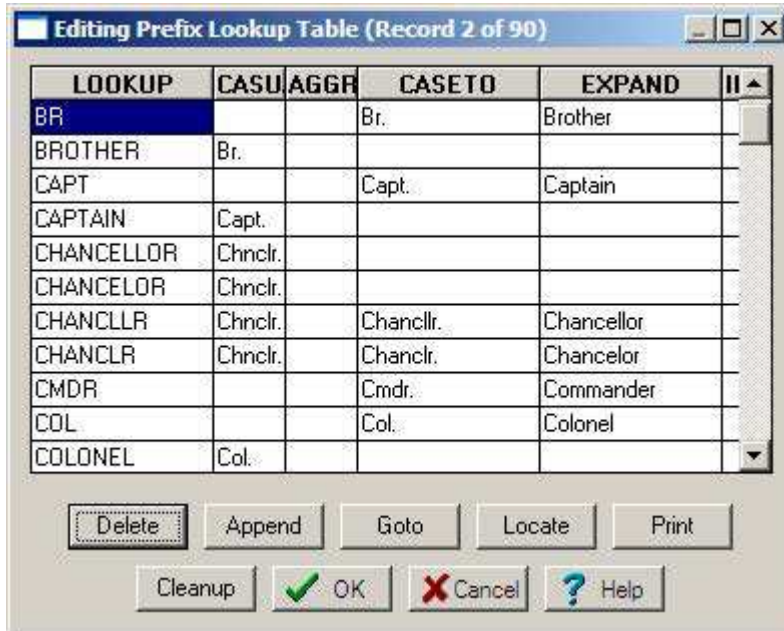 Editing Prefix Lookup Table (Record 2 of 90)
LOOKUP CASU AGGR CASETO EXPAND II
BR Br. Brother
BROTHER Br.
CAPT Capt. Captain
CAPTAIN Capt.
CHANCELLOR Chnclr.
CHANCELOR Chnclr.
CHANCLLR Chnclr. Chancllr. Chancellor
CHANCLR Chnclr. Chanclr. Chancelor
CMDR Cmdr. Commander
COL Col. Colonel
COLONEL Col.
Delete Append Goto Locate Print
Cleanup OK Cancel Help